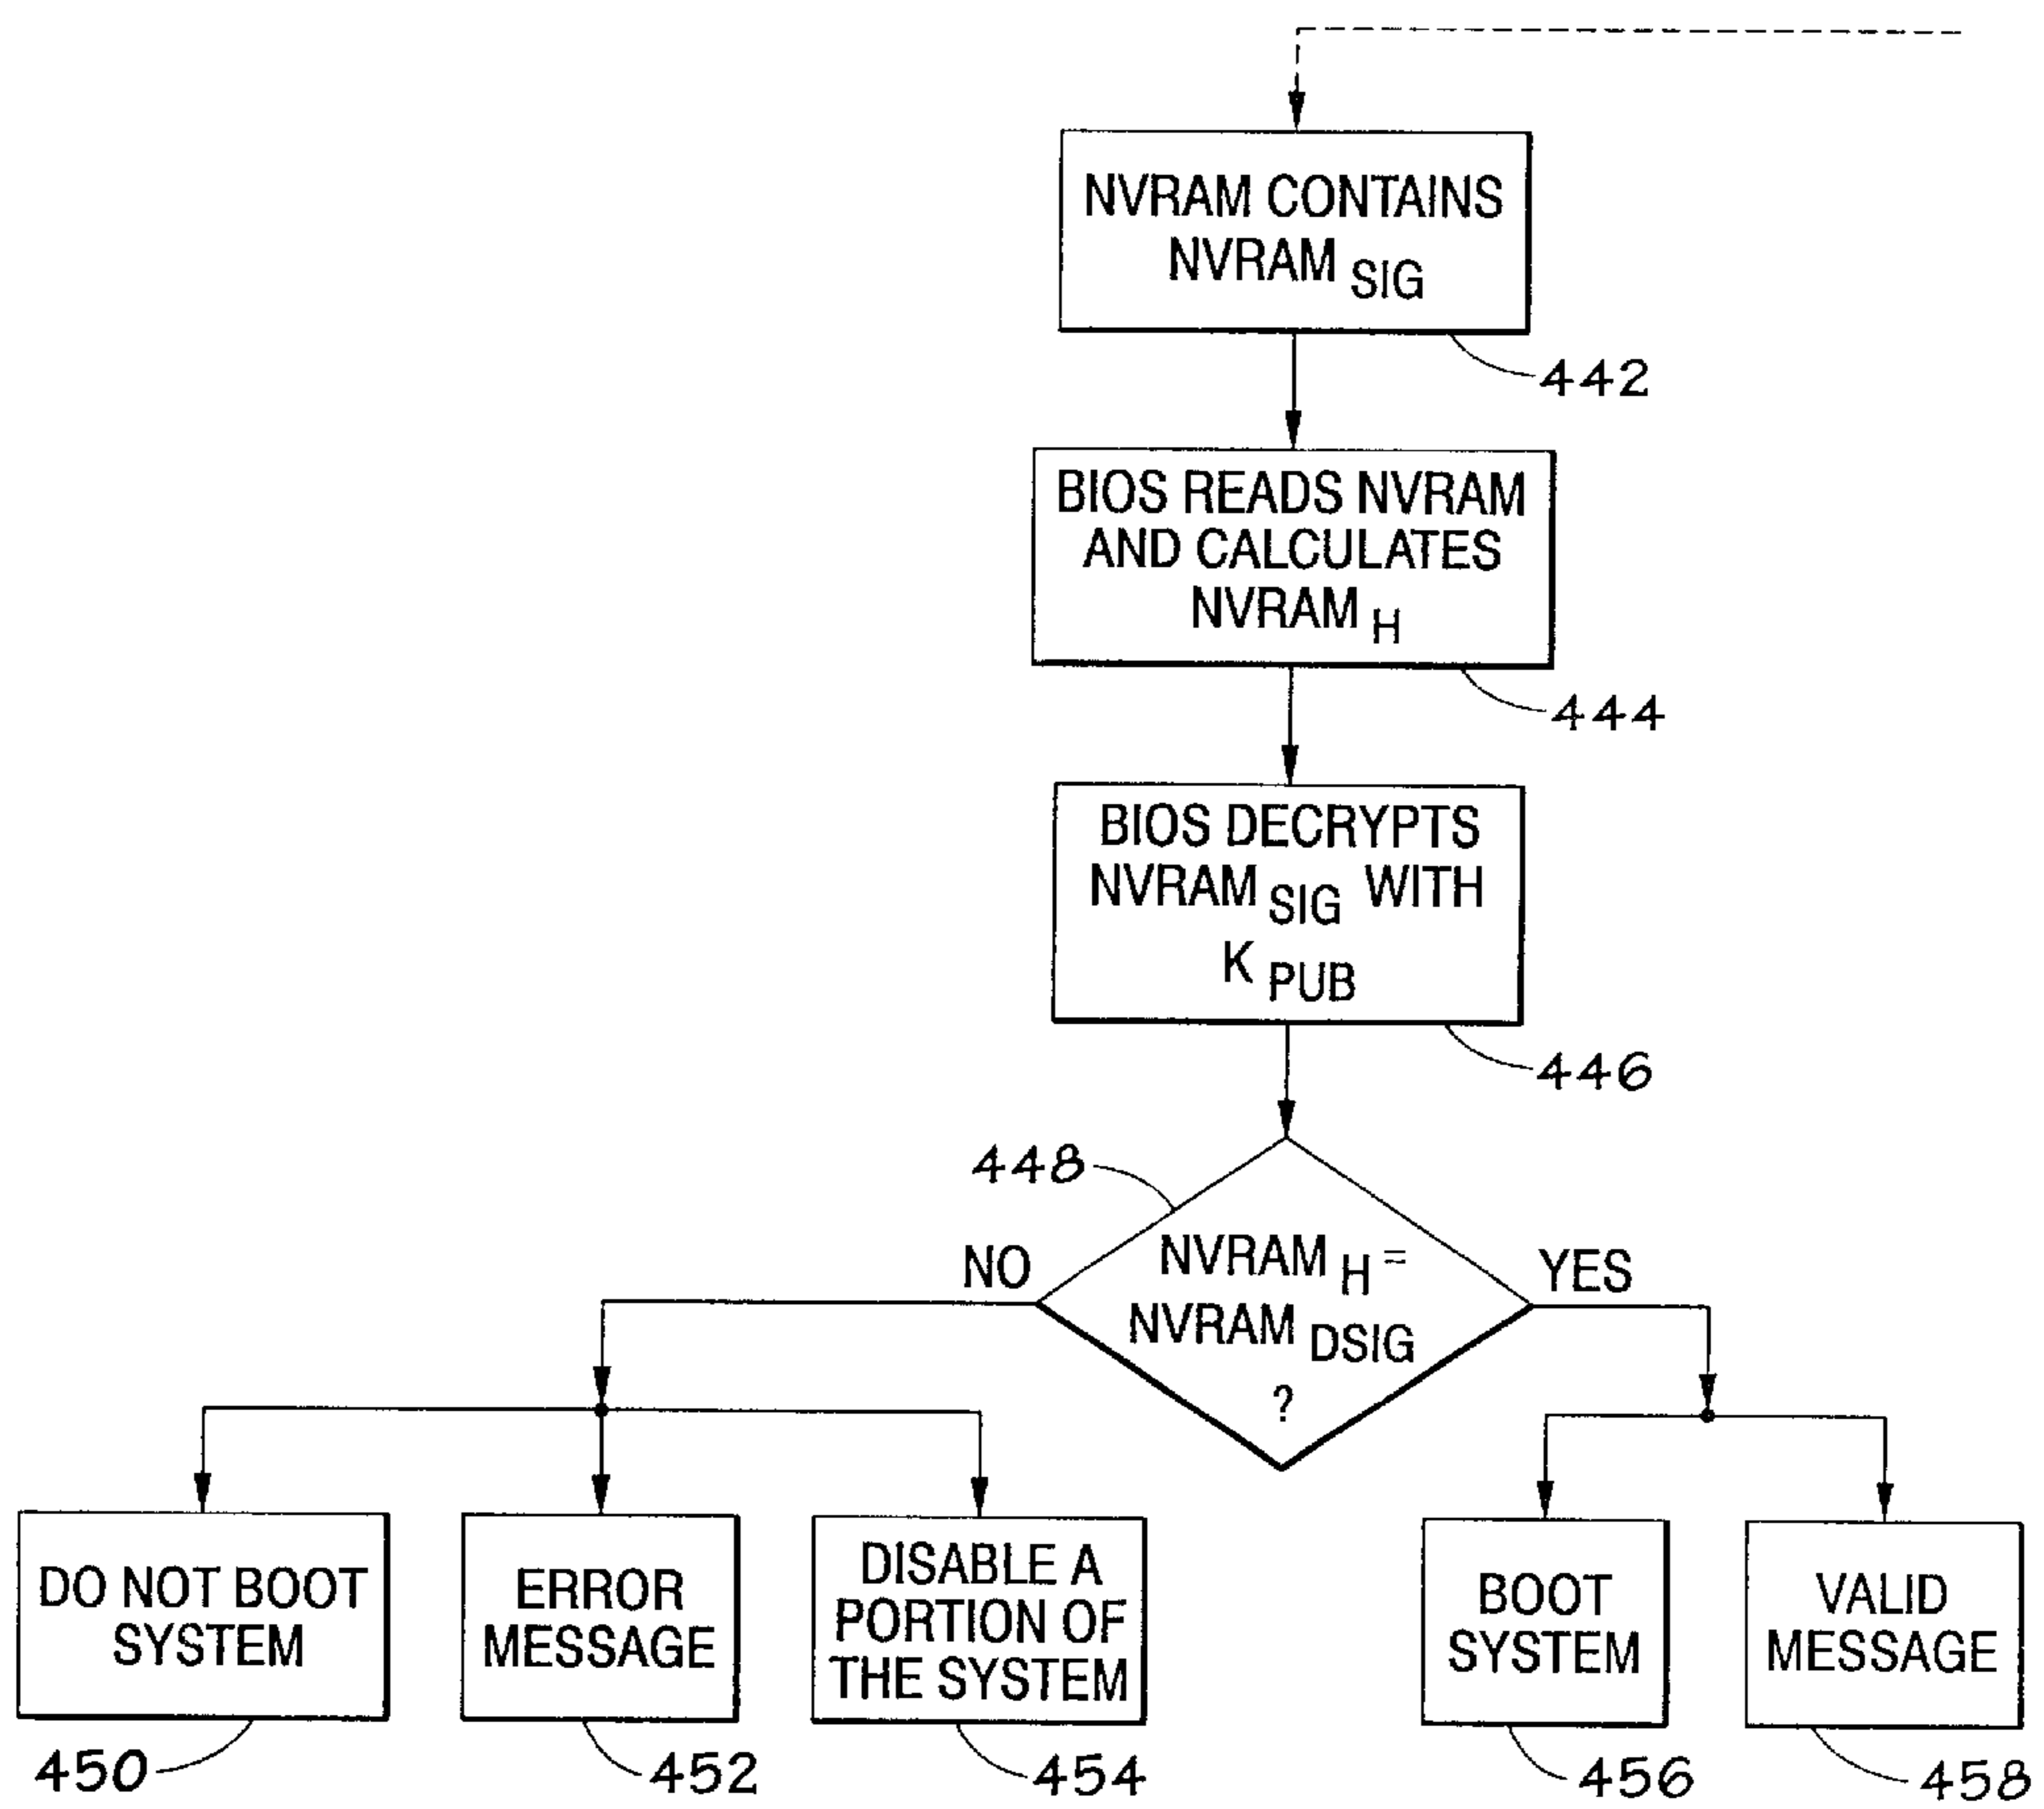 NVRAM CONTAINS
NVRAM SIG
442
BIOS READS NVRAM
AND CALCULATES
NVRAM H
444
BIOS DECRYPTS
NVRAM SIG WITH
K PUB
446
448
NO
NVRAM H =
NVRAM DSIG
?
YES
DO NOT BOOT
SYSTEM
450
ERROR
MESSAGE
452
DISABLE A
PORTION OF
THE SYSTEM
454
BOOT
SYSTEM
456
VALID
MESSAGE
458